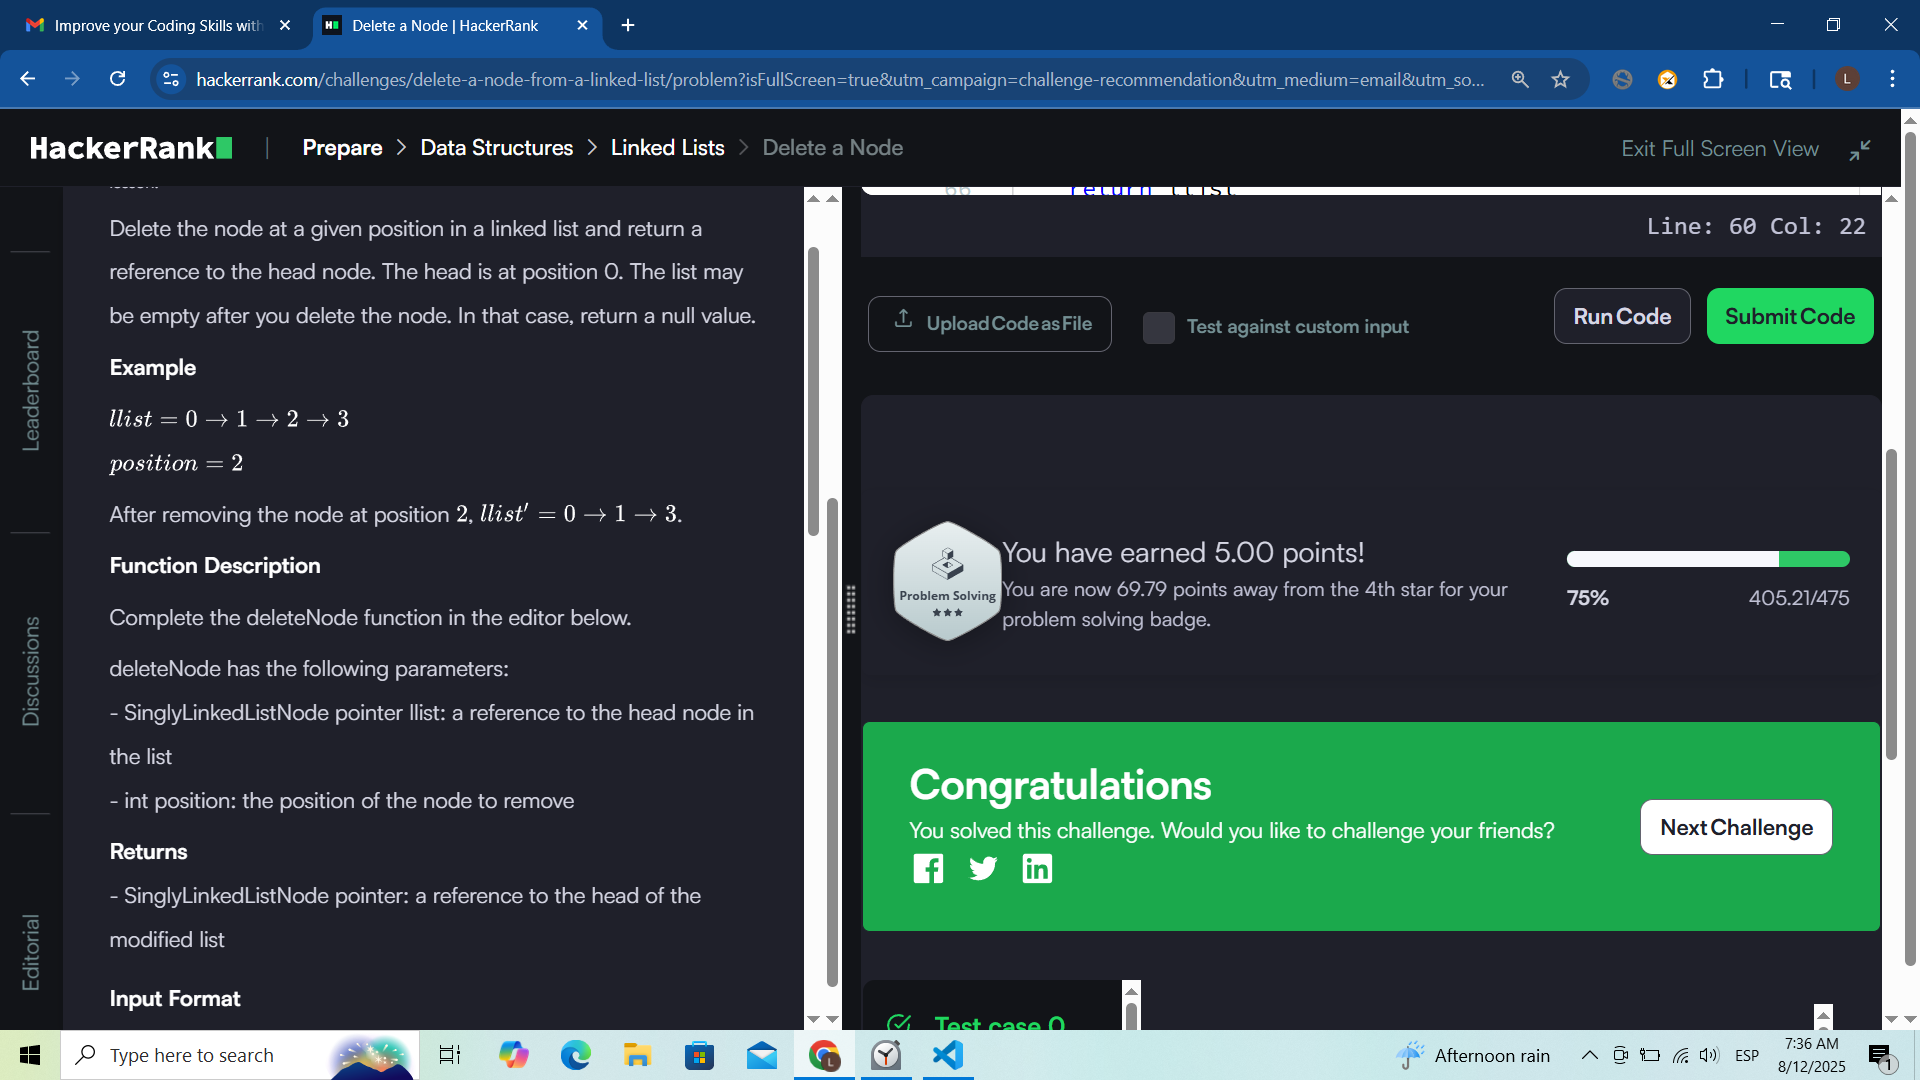 Improve your Coding Skills with
Delete a Node | HackerRank
hackerrank.com/challenges/delete-a-node-from-a-linked-list/problem?isFullScreen=true&utm_campaign=challenge-recommendation&utm_medium=email&utm_so...
L
HackerRank
Prepare > Data Structures > Linked Lists > Delete a Node
Exit Full Screen View
Leaderboard
Discussions
Editorial
lesson.
Delete the node at a given position in a linked list and return a
reference to the head node. The head is at position 0. The list may
be empty after you delete the node. In that case, return a null value.
Example
llist = 0 → 1 → 2 → 3
position = 2
After removing the node at position 2, llist′ = 0 → 1 → 3.
Function Description
Complete the deleteNode function in the editor below.
deleteNode has the following parameters:
- SinglyLinkedListNode pointer llist: a reference to the head node in
the list
- int position: the position of the node to remove
Returns
- SinglyLinkedListNode pointer: a reference to the head of the
modified list
Input Format
66 return llist
Line: 60 Col: 22
Upload Code as File
Test against custom input
Run Code
Submit Code
Problem Solving
You have earned 5.00 points!
You are now 69.79 points away from the 4th star for your
problem solving badge.
75%
405.21/475
Congratulations
You solved this challenge. Would you like to challenge your friends?
Next Challenge
Test case 0
Type here to search
L
Afternoon rain
ESP
7:36 AM
8/12/2025
1